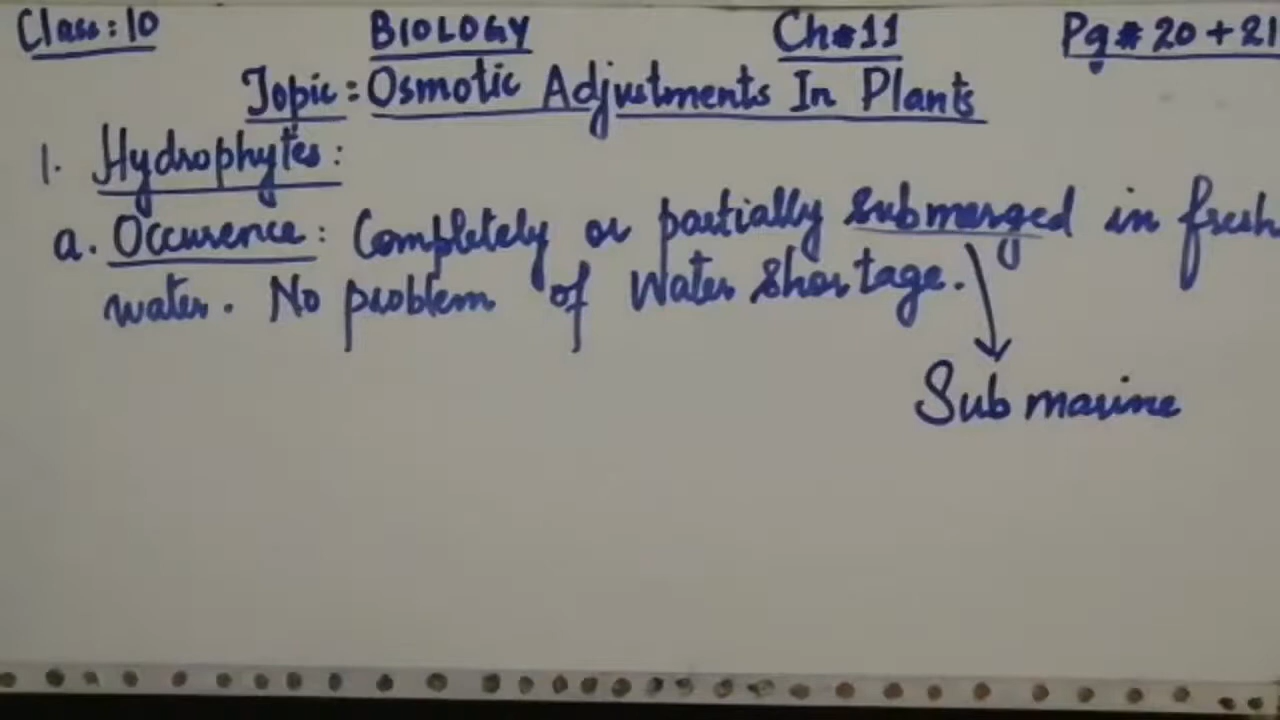 Class:10 BIOLOGY Ch#11 Pg# 20+21
Topic: Osmotic Adjustments In Plants
1. Hydrophytes:
a. Occurence: Completely or partially submerged in fresh
water. No problem of Water Shortage.
Sub marine